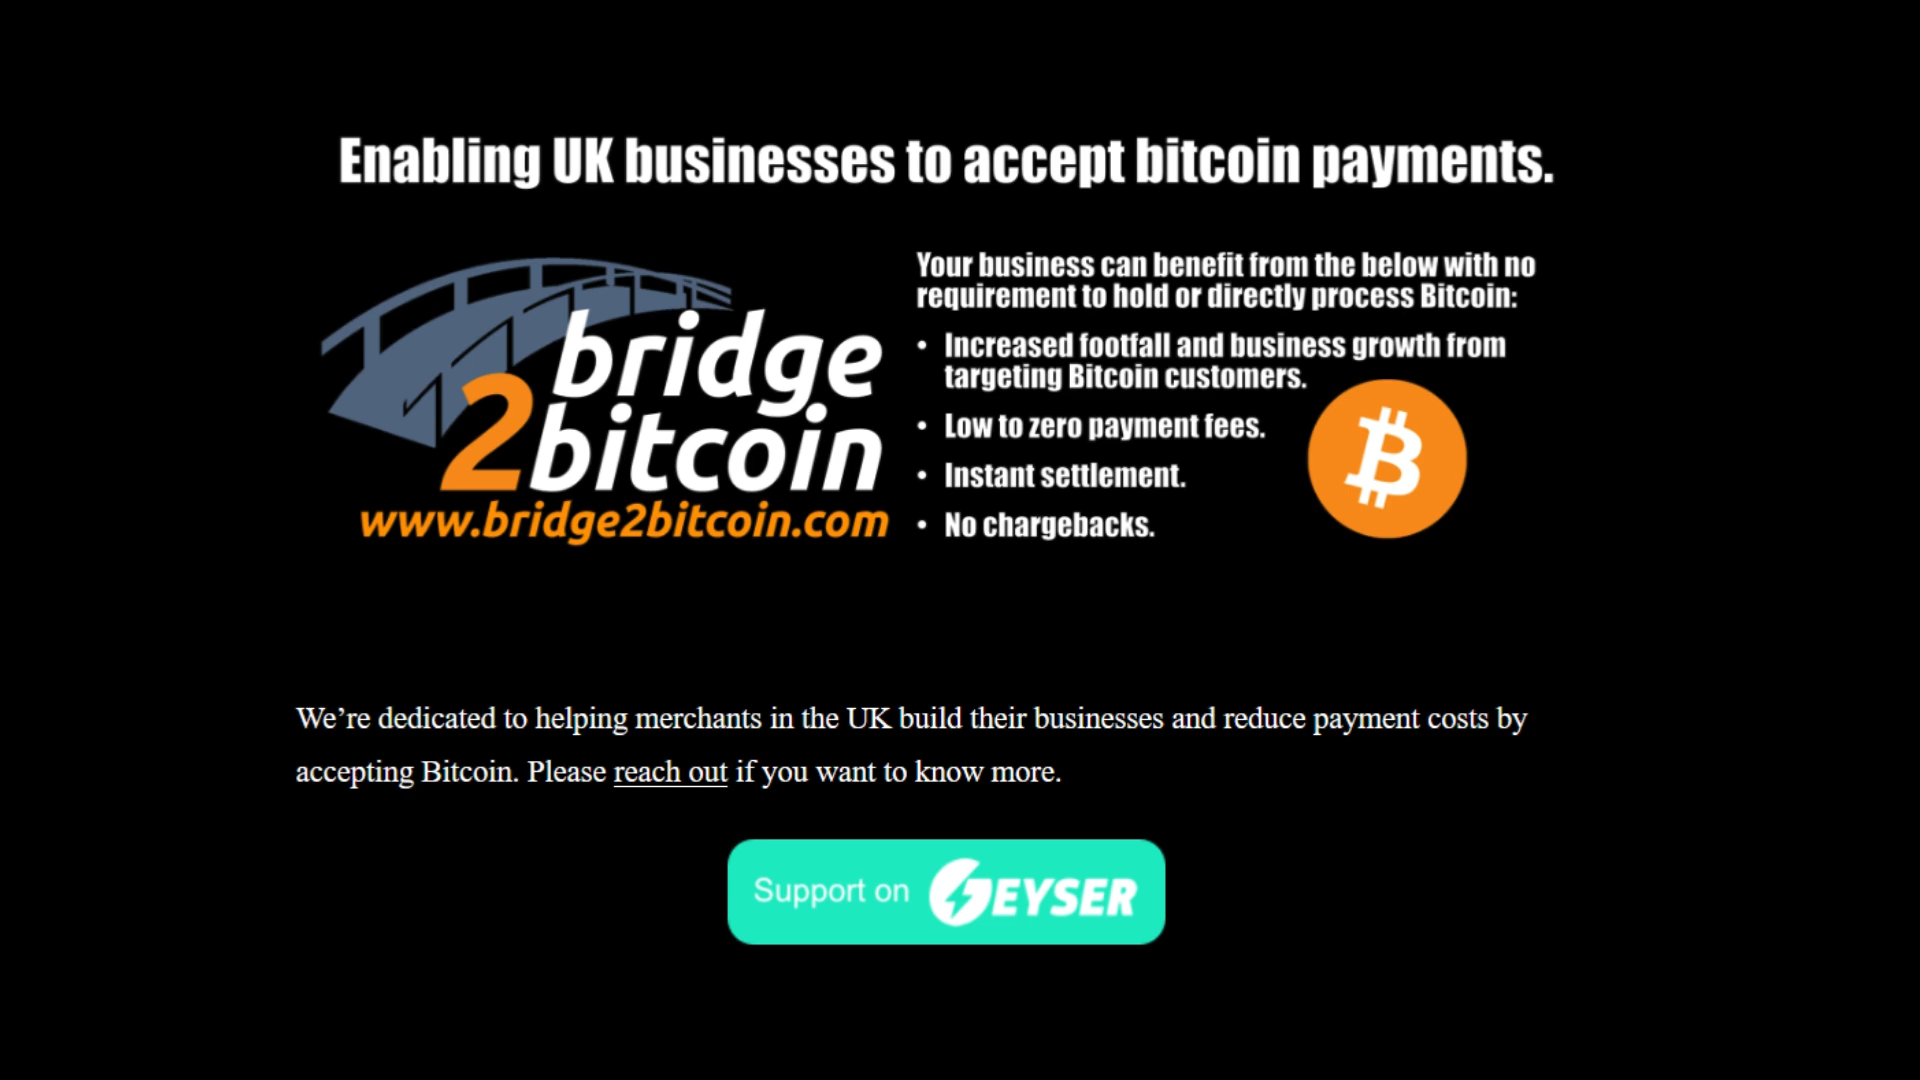 Enabling UK businesses to accept bitcoin payments.
bridge
2bitcoin
www.bridge2bitcoin.com
Your business can benefit from the below with no
requirement to hold or directly process Bitcoin:
• Increased footfall and business growth from
targeting Bitcoin customers.
• Low to zero payment fees.
• Instant settlement.
• No chargebacks.
We’re dedicated to helping merchants in the UK build their businesses and reduce payment costs by
accepting Bitcoin. Please reach out if you want to know more.
Support on GEYSER